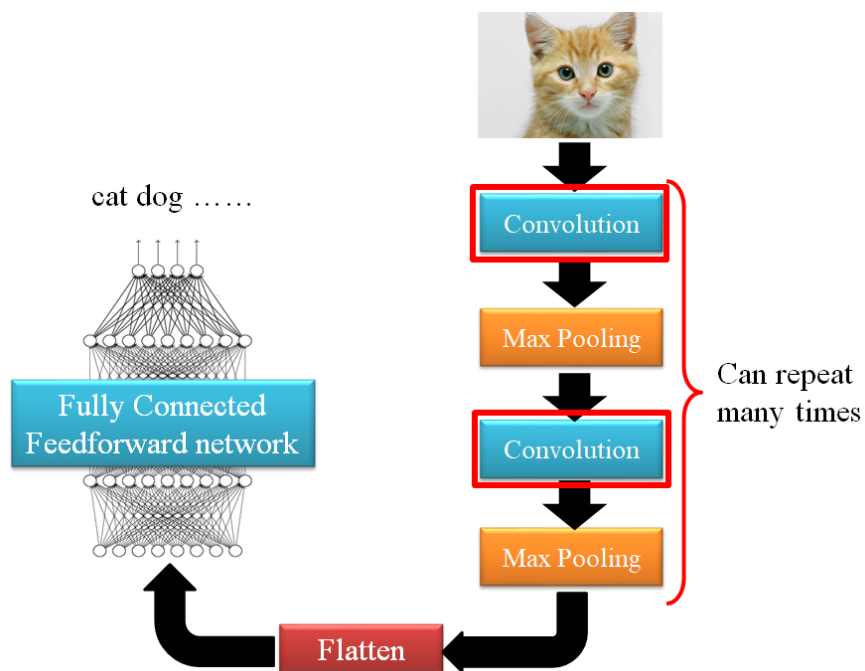 cat dog ……
Convolution
Max Pooling
Can repeat
many times
Fully Connected
Feedforward network
Convolution
Max Pooling
Flatten